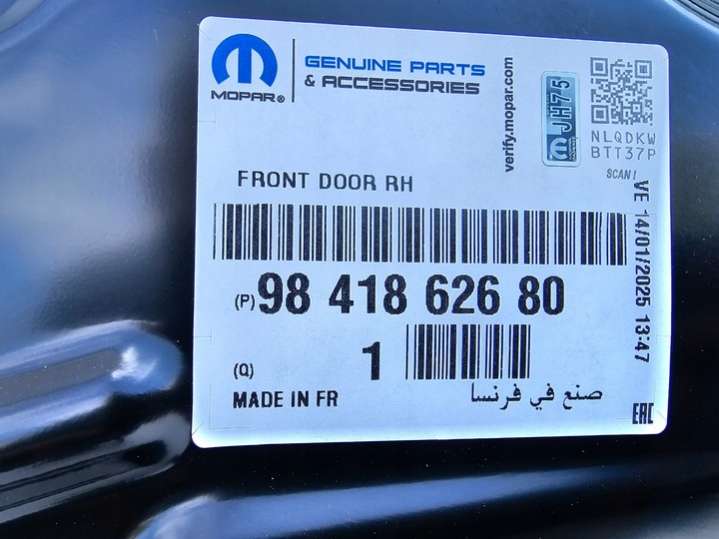 MOPAR®
GENUINE PARTS
& ACCESSORIES
verify.mopar.com
JH75
NLQDKW
BTT37P
SCAN!
FRONT DOOR RH
VE 14/01/2025 13:47
(P) 98 418 626 80
(Q) 1
MADE IN FR
صنع في فرنسا
EAC